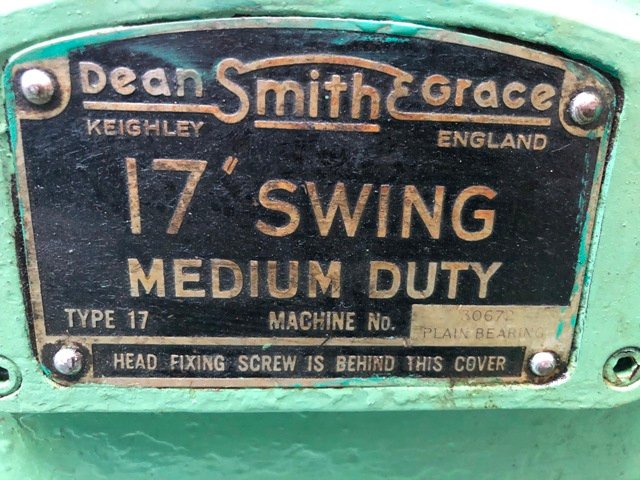 Dean Smith & Grace
KEIGHLEY ENGLAND
17" SWING
MEDIUM DUTY
TYPE 17 MACHINE No.
PLAIN BEARING
HEAD FIXING SCREW IS BEHIND THIS COVER